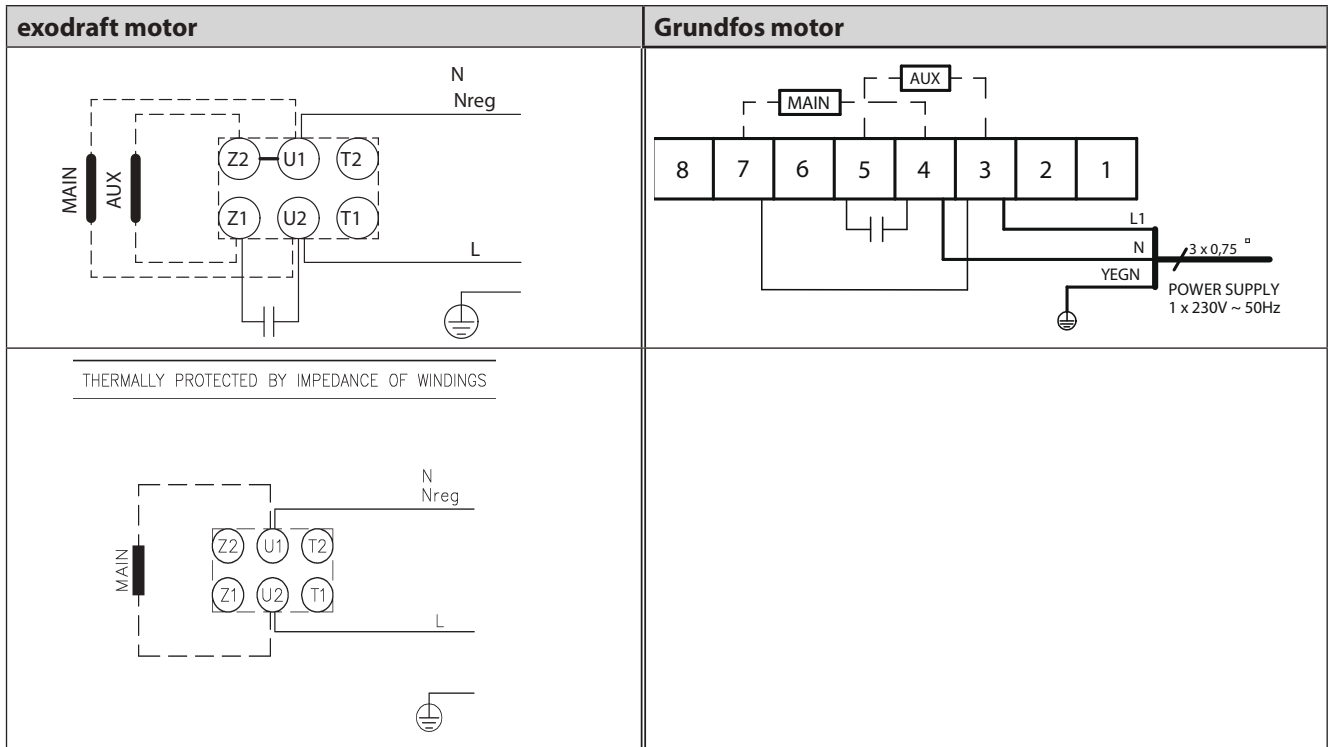 exodraft motor
Grundfos motor
N
Nreg
Z2 U1 T2
Z1 U2 T1
MAIN
AUX
L
AUX
MAIN
8 7 6 5 4 3 2 1
L1
N
3 x 0,75 □
YEGN
POWER SUPPLY
1 x 230V ~ 50Hz
THERMALLY PROTECTED BY IMPEDANCE OF WINDINGS
N
Nreg
Z2 U1 T2
MAIN
Z1 U2 T1
L